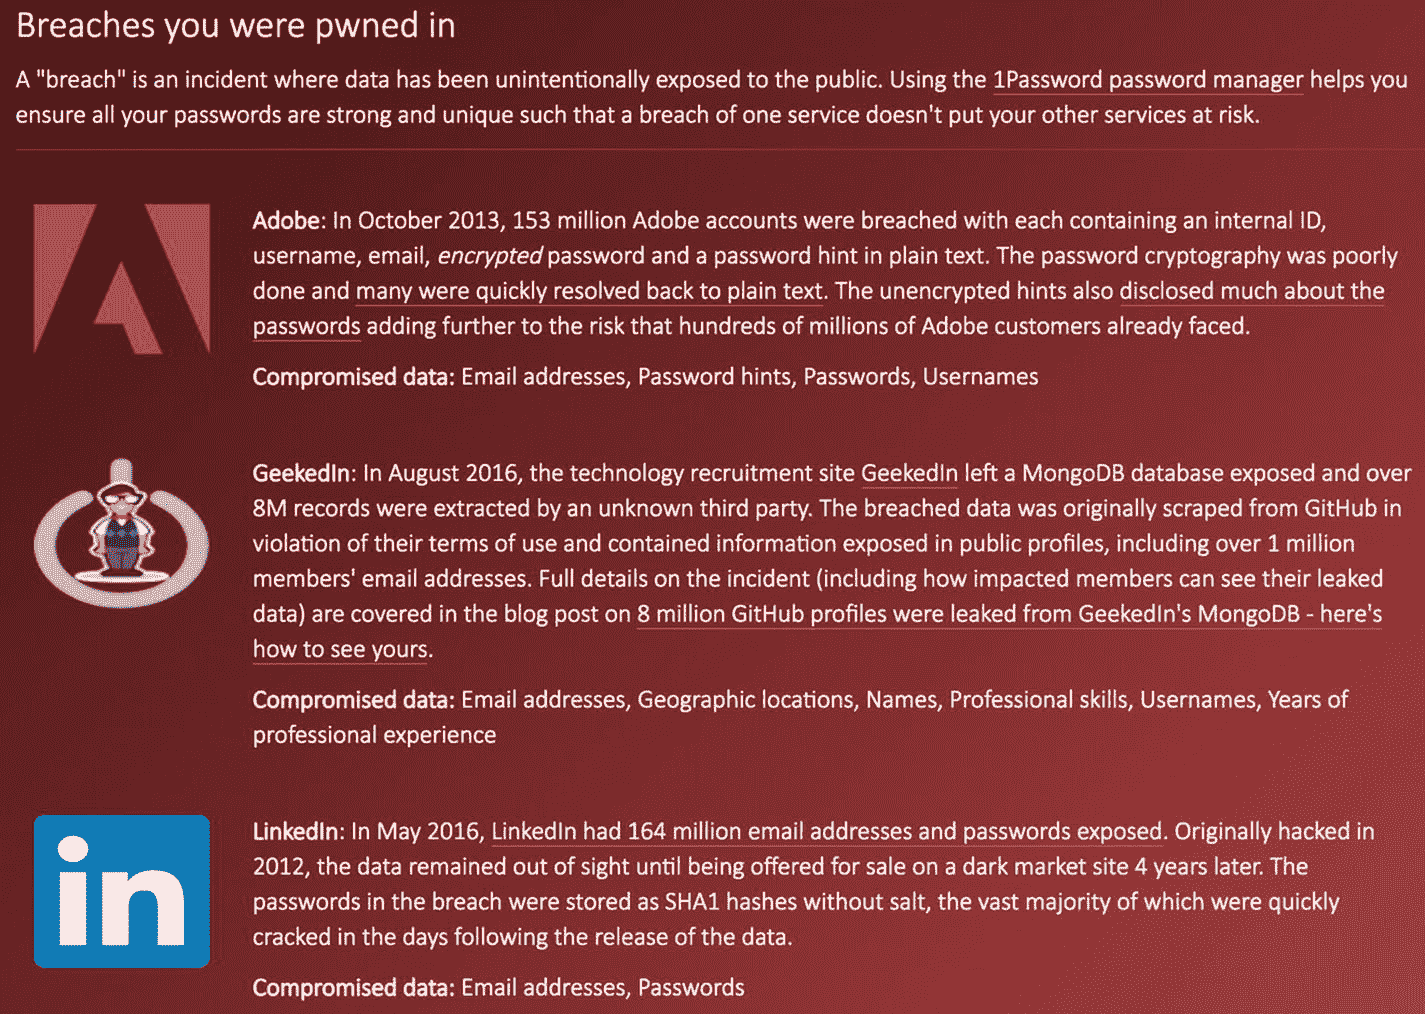 Breaches you were pwned in
A "breach" is an incident where data has been unintentionally exposed to the public. Using the 1Password password manager helps you
ensure all your passwords are strong and unique such that a breach of one service doesn't put your other services at risk.
Adobe: In October 2013, 153 million Adobe accounts were breached with each containing an internal ID,
username, email, encrypted password and a password hint in plain text. The password cryptography was poorly
done and many were quickly resolved back to plain text. The unencrypted hints also disclosed much about the
passwords adding further to the risk that hundreds of millions of Adobe customers already faced.
Compromised data: Email addresses, Password hints, Passwords, Usernames
GeekedIn: In August 2016, the technology recruitment site GeekedIn left a MongoDB database exposed and over
8M records were extracted by an unknown third party. The breached data was originally scraped from GitHub in
violation of their terms of use and contained information exposed in public profiles, including over 1 million
members' email addresses. Full details on the incident (including how impacted members can see their leaked
data) are covered in the blog post on 8 million GitHub profiles were leaked from GeekedIn's MongoDB - here's
how to see yours.
Compromised data: Email addresses, Geographic locations, Names, Professional skills, Usernames, Years of
professional experience
in
LinkedIn: In May 2016, LinkedIn had 164 million email addresses and passwords exposed. Originally hacked in
2012, the data remained out of sight until being offered for sale on a dark market site 4 years later. The
passwords in the breach were stored as SHA1 hashes without salt, the vast majority of which were quickly
cracked in the days following the release of the data.
Compromised data: Email addresses, Passwords